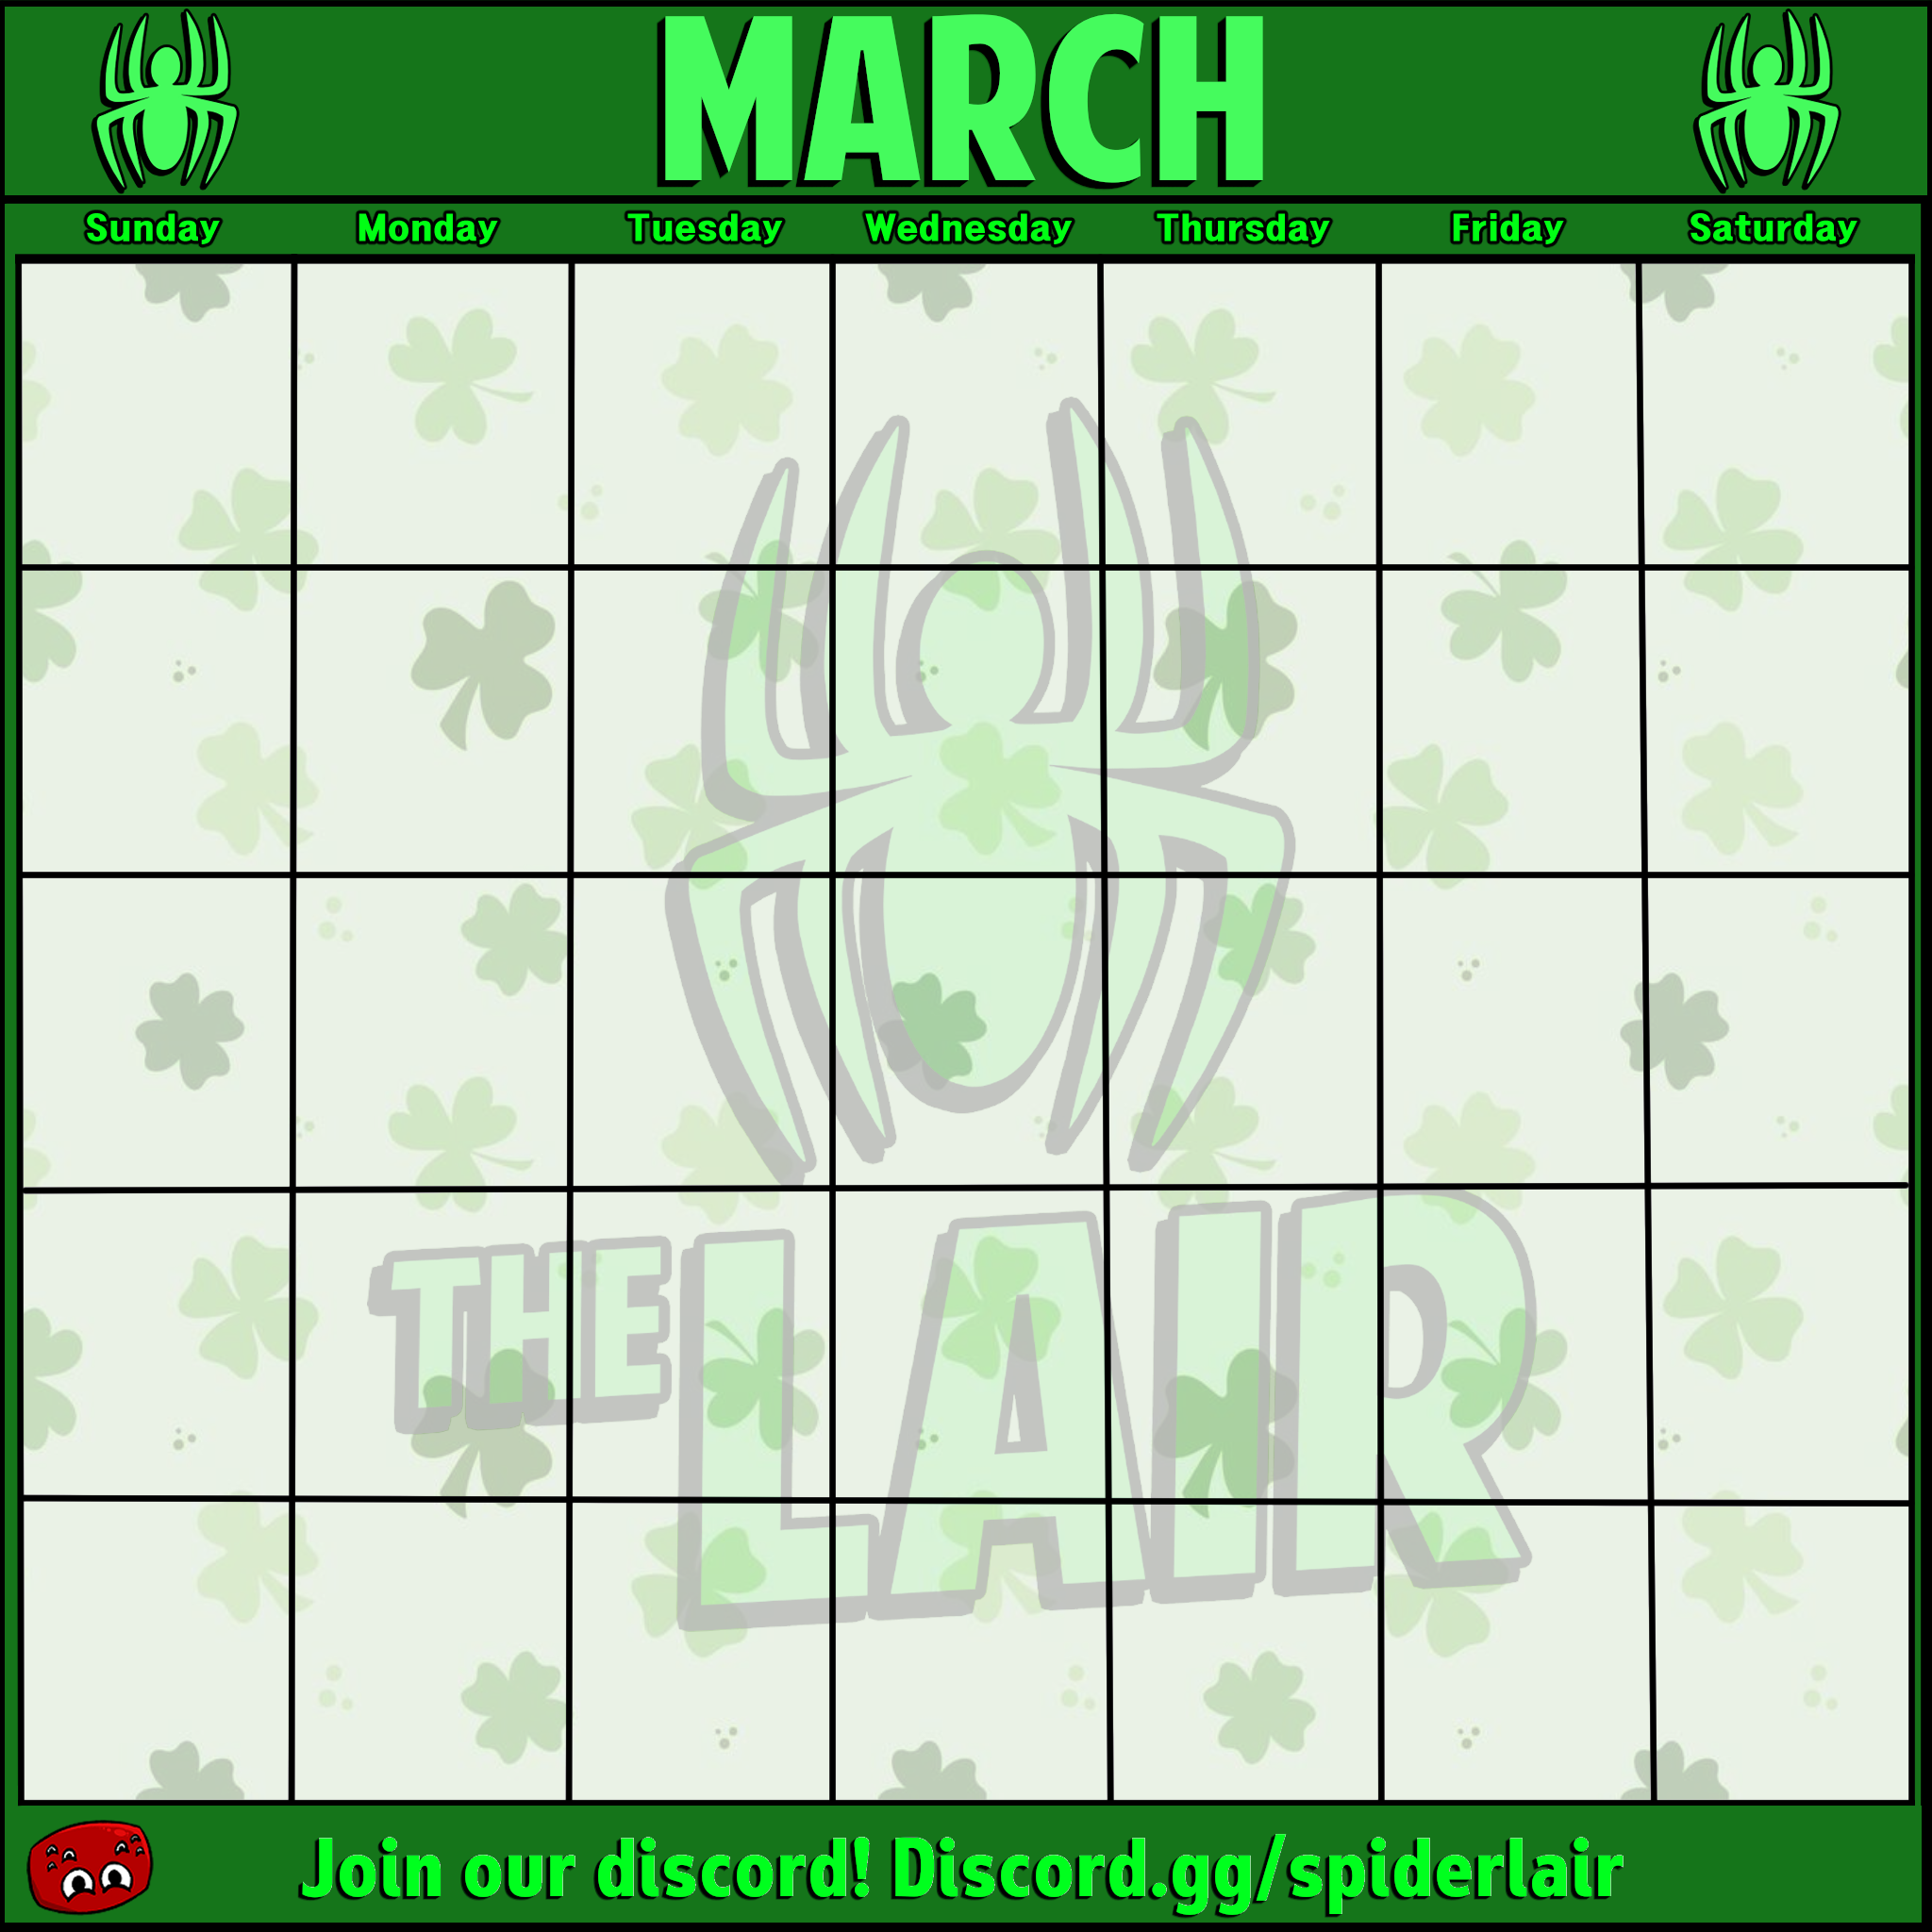 MARCH
Sunday Monday Tuesday Wednesday Thursday Friday Saturday
THE LAIR
Join our discord! Discord.gg/spiderlair